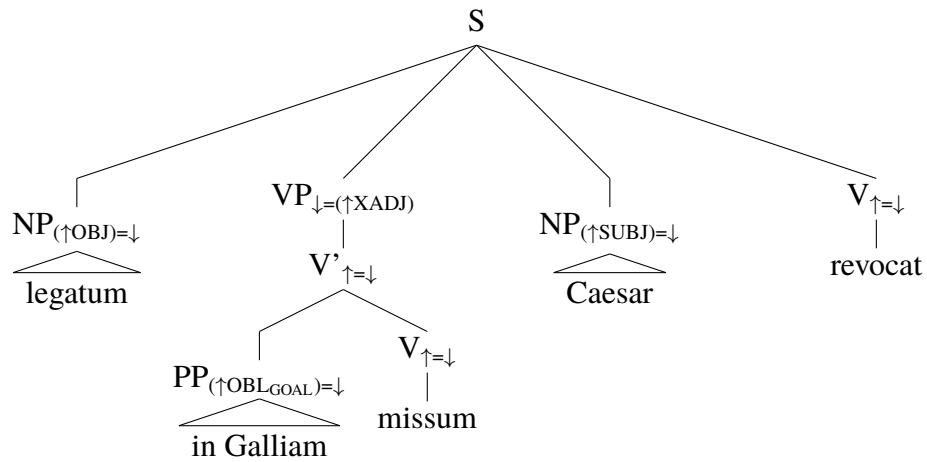 S
NP(↑OBJ)=↓ VP↓=(↑XADJ) NP(↑SUBJ)=↓ V↑=↓
legatum V’↑=↓ Caesar revocat
PP(↑OBLGOAL)=↓ V↑=↓
in Galliam missum